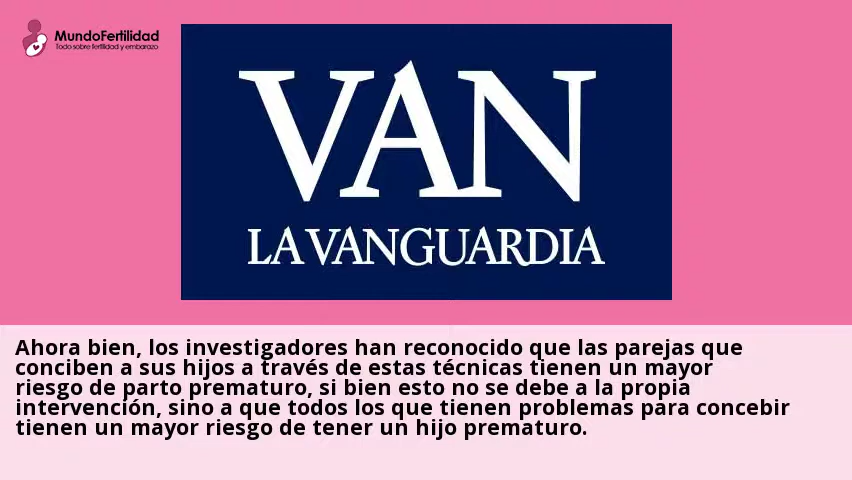 MundoFertilidad
Todo sobre fertilidad y embarazo
VAN
LA VANGUARDIA
Ahora bien, los investigadores han reconocido que las parejas que
conciben a sus hijos a través de estas técnicas tienen un mayor
riesgo de parto prematuro, si bien esto no se debe a la propia
intervención, sino a que todos los que tienen problemas para concebir
tienen un mayor riesgo de tener un hijo prematuro.